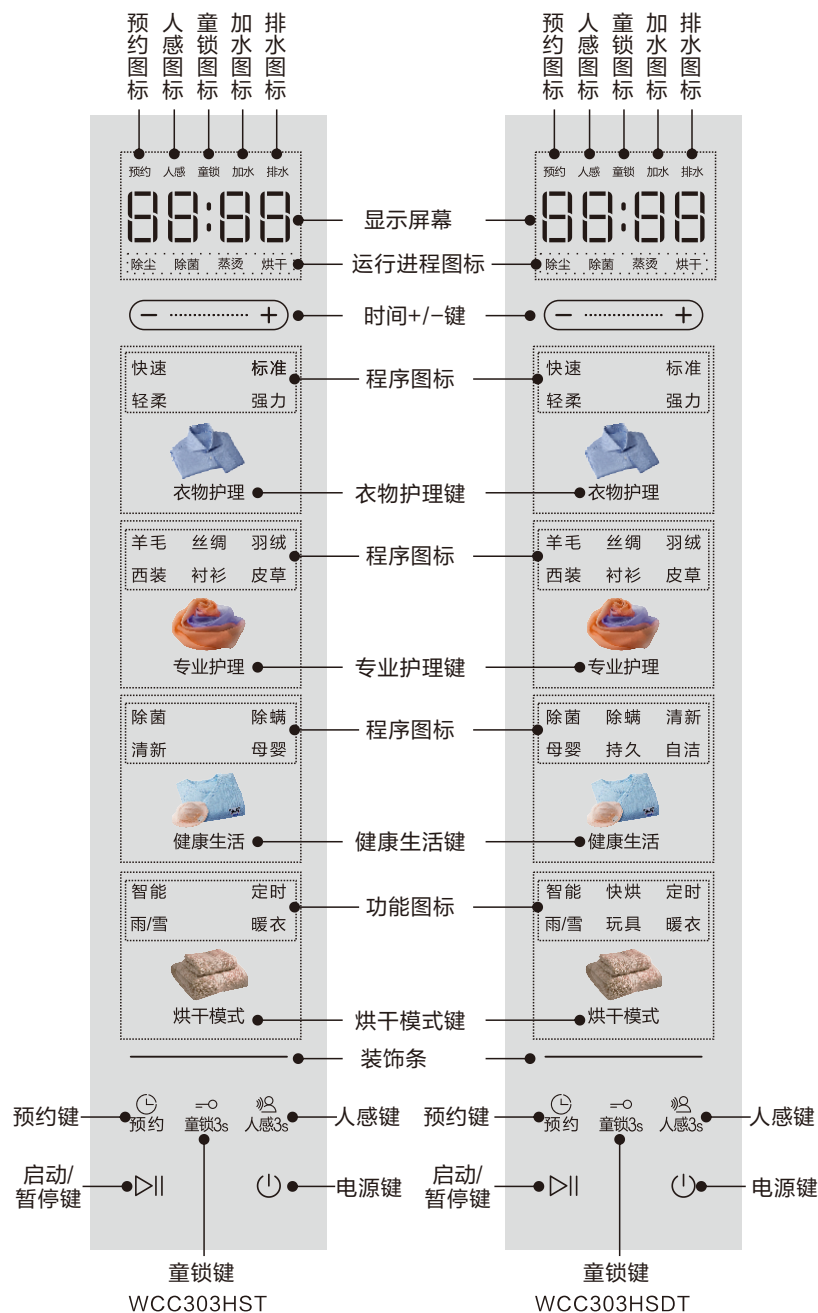 预约图标 人感图标 童锁图标 加水图标 排水图标
预约图标 人感图标 童锁图标 加水图标 排水图标
预约 人感 童锁 加水 排水
88:88
除尘 除菌 蒸烫 烘干
− +
快速 标准
轻柔 强力
衣物护理
羊毛 丝绸 羽绒
西装 衬衫 皮草
专业护理
除菌 除螨
清新 母婴
健康生活
智能 定时
雨/雪 暖衣
烘干模式
预约 童锁3s 人感3s
显示屏幕
运行进程图标
时间+/−键
程序图标
衣物护理键
程序图标
专业护理键
程序图标
健康生活键
功能图标
烘干模式键
装饰条
预约 人感 童锁 加水 排水
88:88
除尘 除菌 蒸烫 烘干
− +
快速 标准
轻柔 强力
衣物护理
羊毛 丝绸 羽绒
西装 衬衫 皮草
专业护理
除菌 除螨 清新
母婴 持久 自洁
健康生活
智能 快烘 定时
雨/雪 玩具 暖衣
烘干模式
预约 童锁3s 人感3s
预约键 人感键
启动/
暂停键
电源键
童锁键
WCC303HST
预约键 人感键
启动/
暂停键
电源键
童锁键
WCC303HSDT